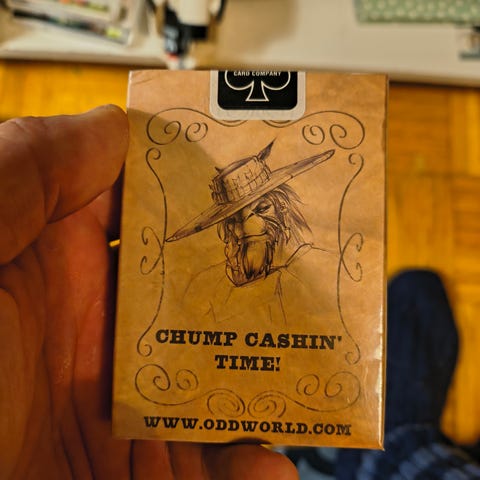 CARD COMPANY
CHUMP CASHIN'
TIME!
WWW.ODDWORLD.COM